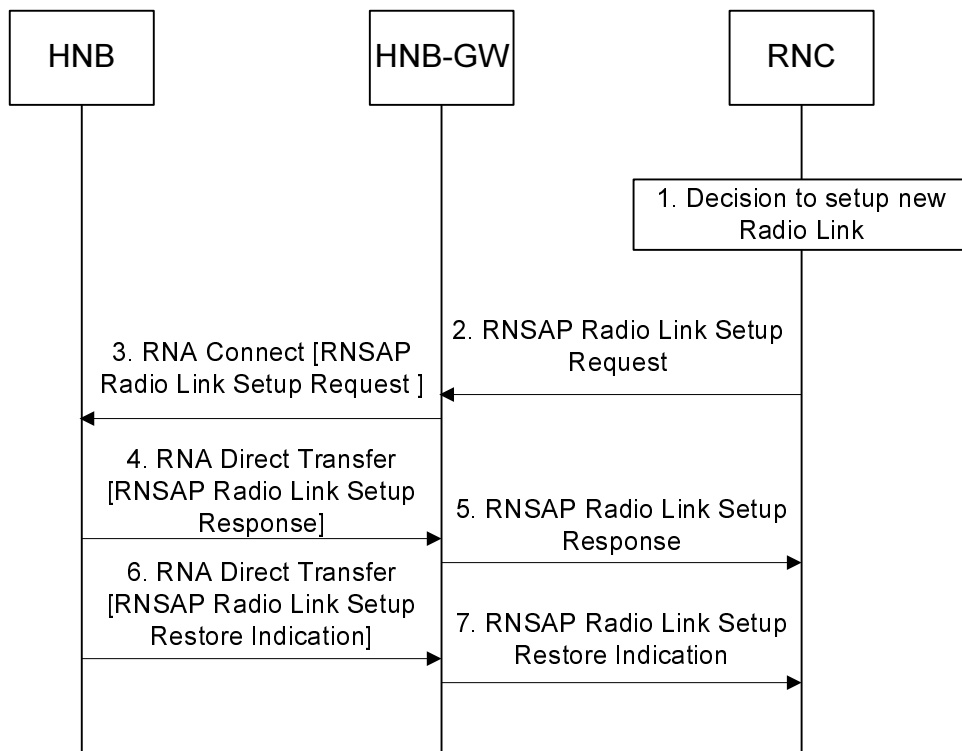 HNB
HNB-GW
RNC
1. Decision to setup new
Radio Link
2. RNSAP Radio Link Setup
Request
3. RNA Connect [RNSAP
Radio Link Setup Request ]
4. RNA Direct Transfer
[RNSAP Radio Link Setup
Response]
5. RNSAP Radio Link Setup
Response
6. RNA Direct Transfer
[RNSAP Radio Link Setup
Restore Indication]
7. RNSAP Radio Link Setup
Restore Indication